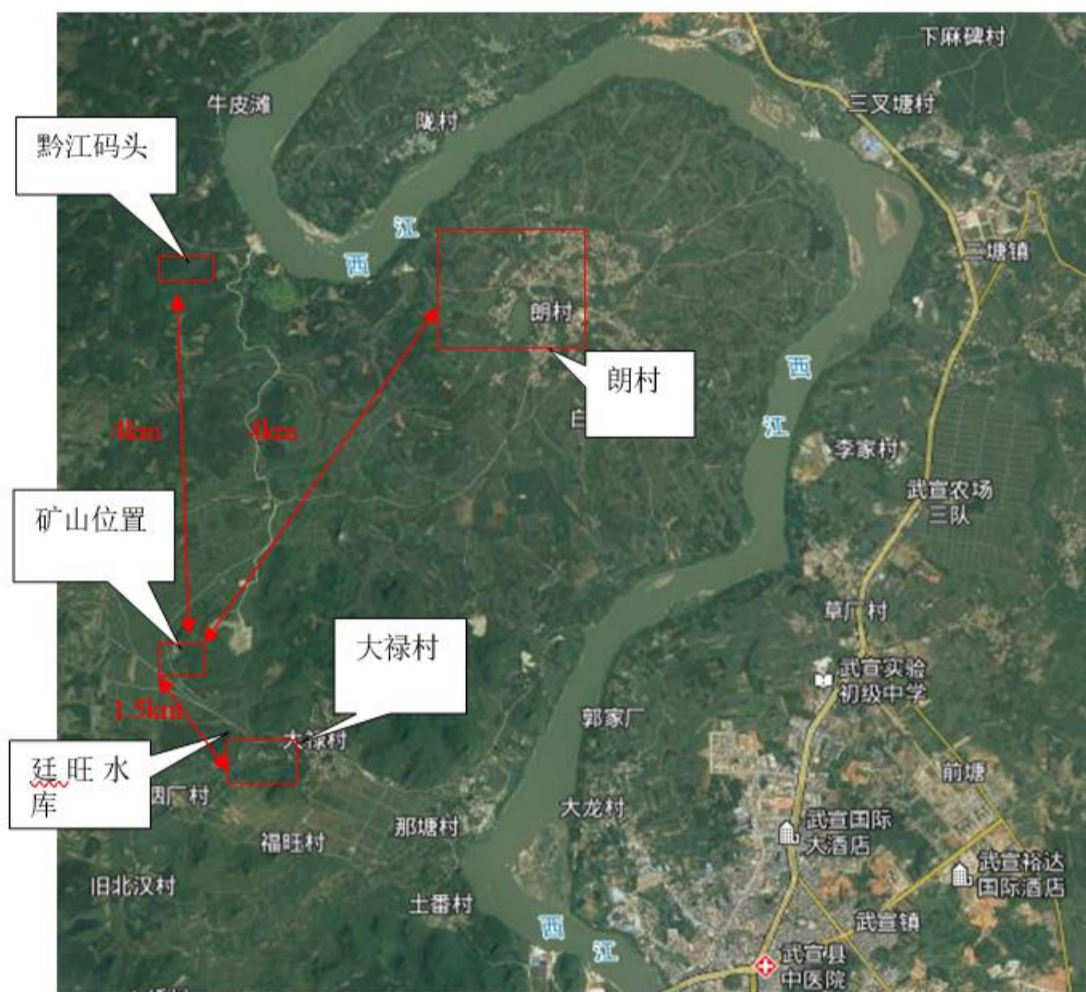 下麻碑村
牛皮滩
三叉塘村
陇村
黔江码头
江
西
二塘镇
朗村
西
朗村
江
李家村
4km
4km
武宣农场
三队
矿山位置
草厂村
大禄村
武宣实验
初级中学
1.5km
郭家厂
大禄村
廷旺水
库
前塘
大龙村
武宣国际
大酒店
那塘村
福旺村
武宣裕达
国际酒店
旧北汉村
土番村
武宣镇
西
江
武宣县
中医院